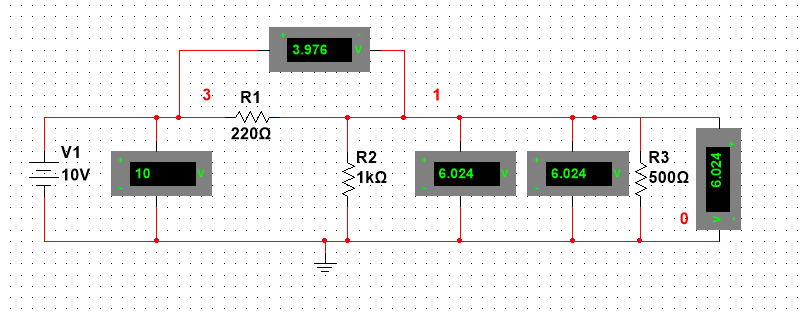 + -
3.976 V
3
R1
1
220Ω
V1
10V
+
10 V
-
R2
1kΩ
+
6.024 V
-
+
6.024 V
-
R3
500Ω
+
6.024
V -
0